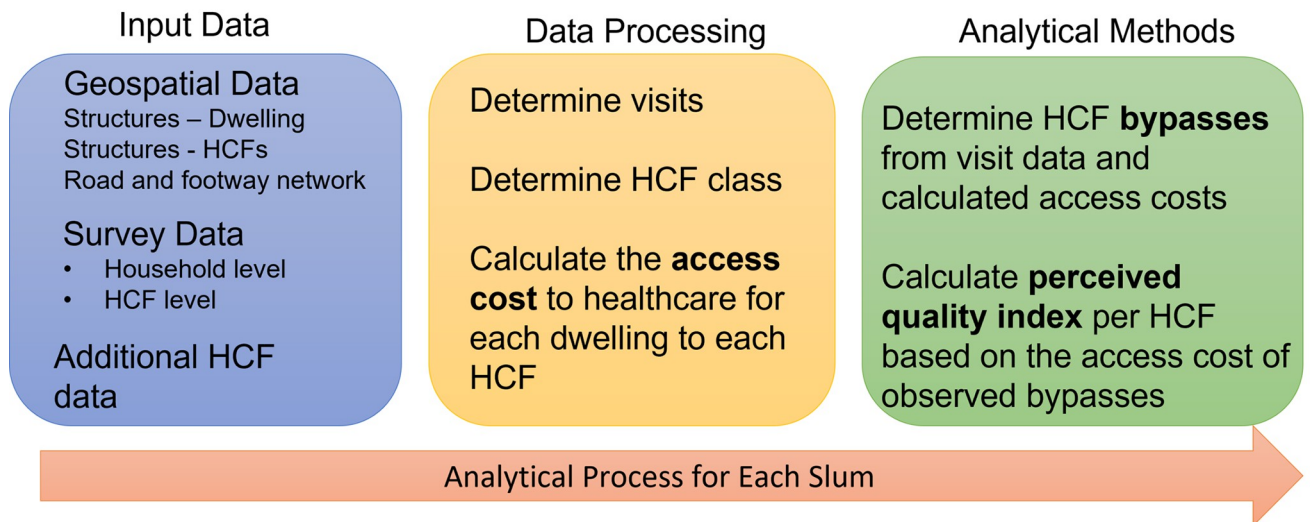 Input Data
Geospatial Data
Structures – Dwelling
Structures - HCFs
Road and footway network
Survey Data
• Household level
• HCF level
Additional HCF
data
Data Processing
Determine visits
Determine HCF class
Calculate the access
cost to healthcare for
each dwelling to each
HCF
Analytical Methods
Determine HCF bypasses
from visit data and
calculated access costs
Calculate perceived
quality index per HCF
based on the access cost of
observed bypasses
Analytical Process for Each Slum